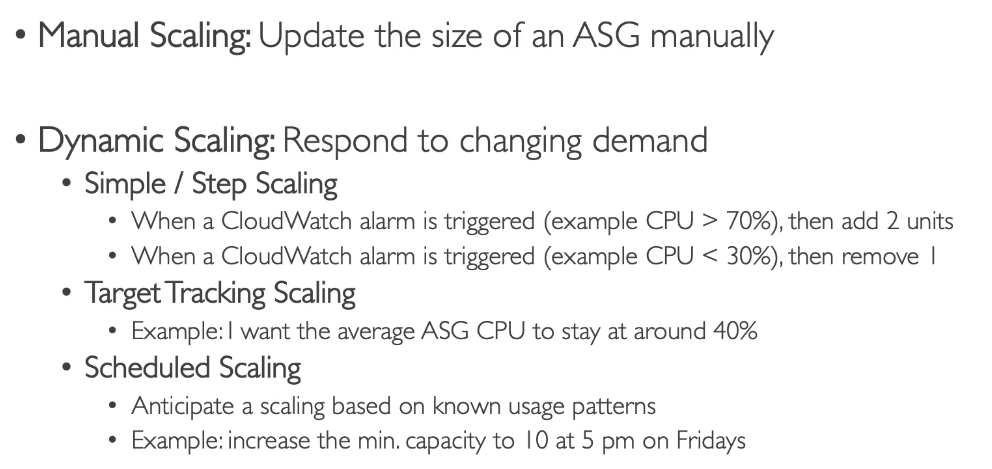 • Manual Scaling: Update the size of an ASG manually
• Dynamic Scaling: Respond to changing demand
• Simple / Step Scaling
• When a CloudWatch alarm is triggered (example CPU > 70%), then add 2 units
• When a CloudWatch alarm is triggered (example CPU < 30%), then remove 1
• Target Tracking Scaling
• Example: I want the average ASG CPU to stay at around 40%
• Scheduled Scaling
• Anticipate a scaling based on known usage patterns
• Example: increase the min. capacity to 10 at 5 pm on Fridays